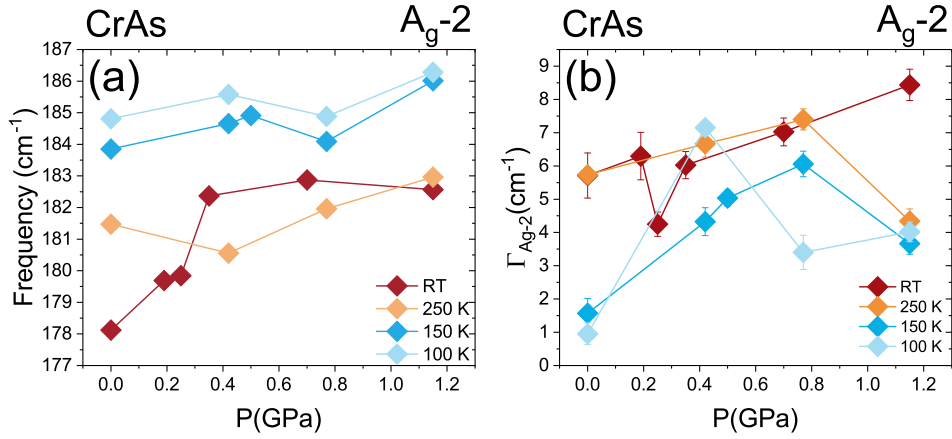 CrAs
A_g-2
(a)
Frequency (cm⁻¹)
187
186
185
184
183
182
181
180
179
178
177
0.0
0.2
0.4
0.6
0.8
1.0
1.2
P(GPa)
RT
250 K
150 K
100 K
CrAs
A_g-2
(b)
Γ_Ag-2(cm⁻¹)
9
8
7
6
5
4
3
2
1
0
0.0
0.2
0.4
0.6
0.8
1.0
1.2
P(GPa)
RT
250 K
150 K
100 K